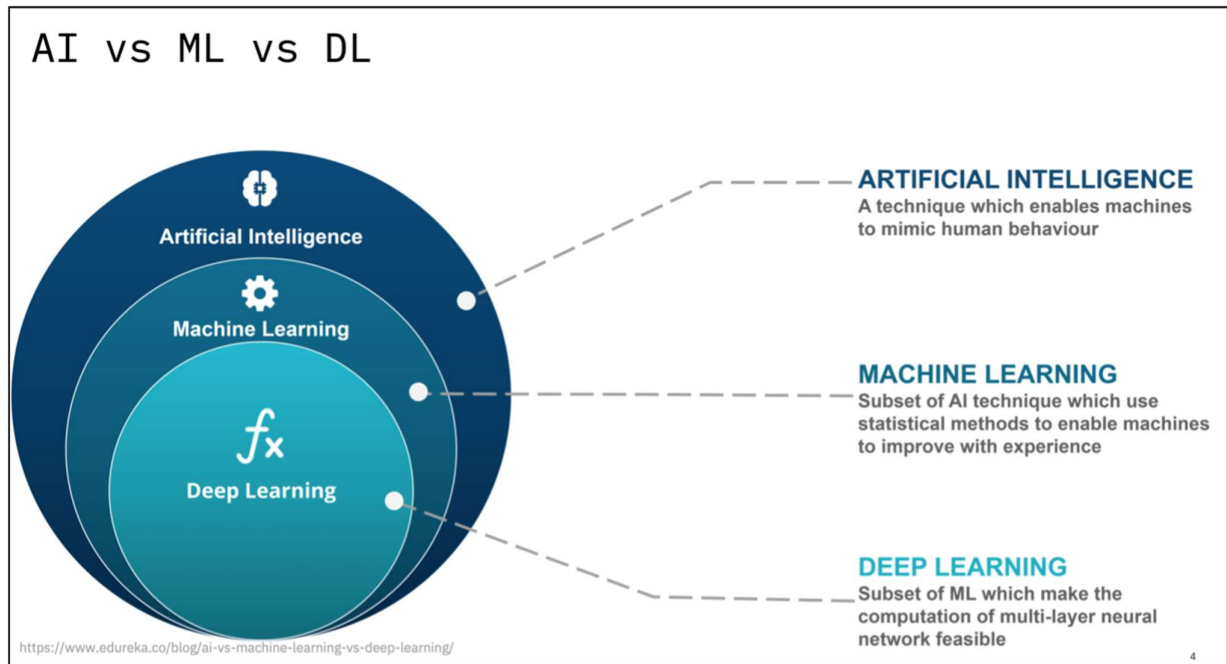 AI vs ML vs DL
Artificial Intelligence
Machine Learning
Deep Learning
fx
ARTIFICIAL INTELLIGENCE
A technique which enables machines
to mimic human behaviour
MACHINE LEARNING
Subset of AI technique which use
statistical methods to enable machines
to improve with experience
DEEP LEARNING
Subset of ML which make the
computation of multi-layer neural
network feasible
https://www.edureka.co/blog/ai-vs-machine-learning-vs-deep-learning/
4